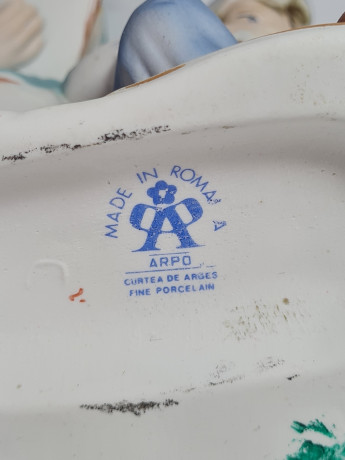 MADE IN ROMANIA
ARPO
CURTEA DE ARGES
FINE PORCELAIN